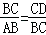 BC/AB = CD/BC